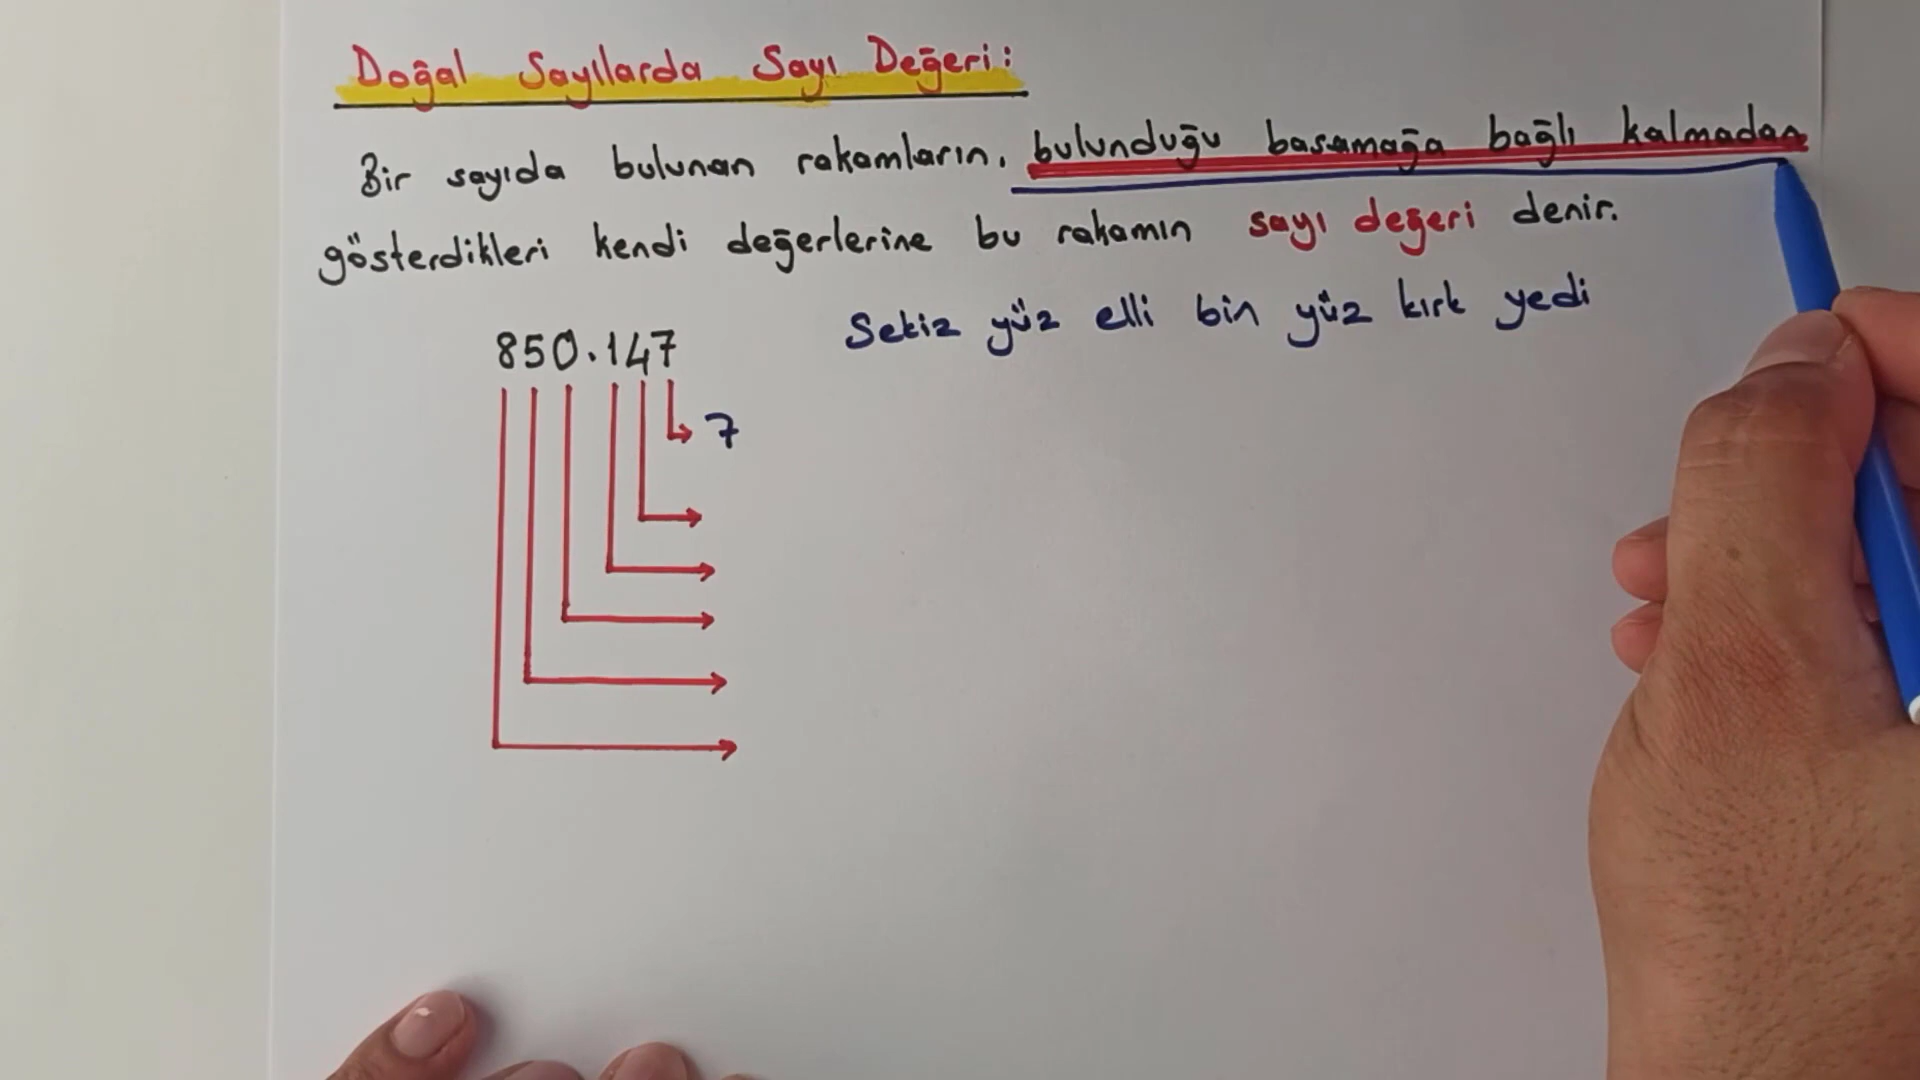 Doğal Sayılarda Sayı Değeri:
Bir sayıda bulunan rakamların, bulunduğu basamağa bağlı kalmadan
gösterdikleri kendi değerlerine bu rakamın sayı değeri denir.
Sekiz yüz elli bin yüz kırk yedi
850.147
7